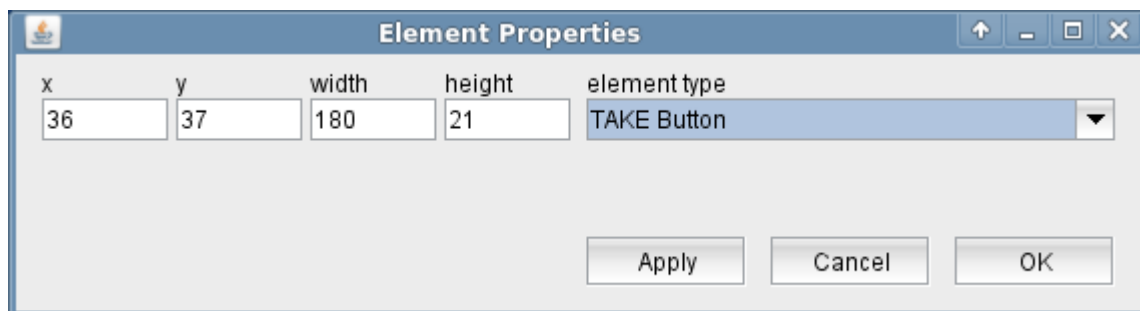 Element Properties
x y width height element type
36 37 180 21 TAKE Button
Apply Cancel OK